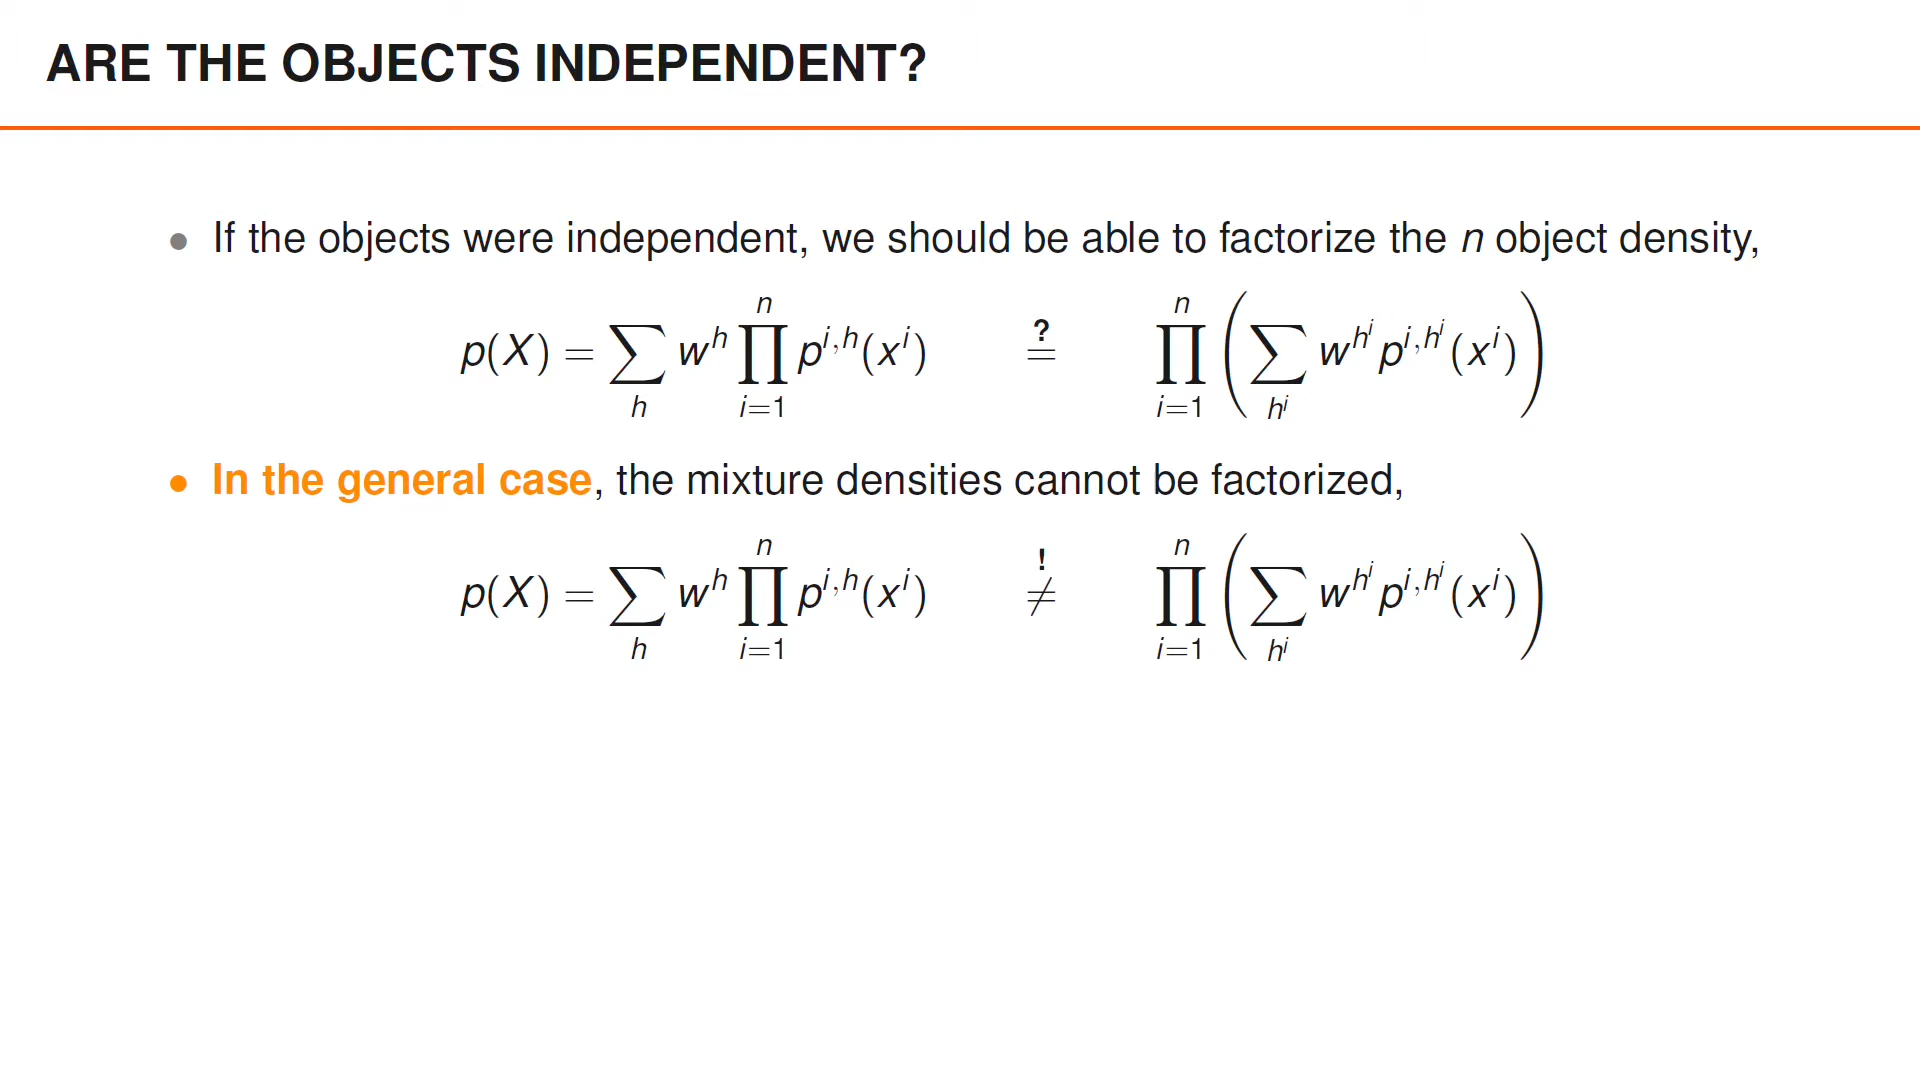 ARE THE OBJECTS INDEPENDENT?
• If the objects were independent, we should be able to factorize the n object density,
p(X) = ∑_h w^h ∏_{i=1}^n p^{i,h}(x^i) ≟ ∏_{i=1}^n (∑_{h^i} w^{h^i} p^{i,h^i}(x^i))
• In the general case, the mixture densities cannot be factorized,
p(X) = ∑_h w^h ∏_{i=1}^n p^{i,h}(x^i) \overset{!}{≠} ∏_{i=1}^n (∑_{h^i} w^{h^i} p^{i,h^i}(x^i))